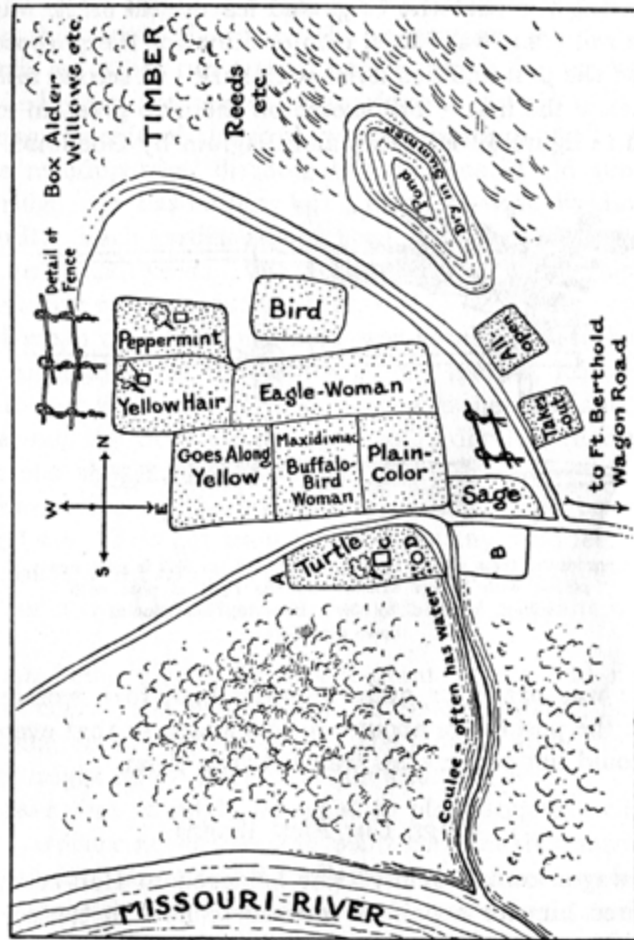 Box Alder,
Willows, etc.
TIMBER
Reeds
etc.
Detail of
Fence
Pond
Dry in Summer
Peppermint
Bird
Yellow Hair
Eagle-Woman
All
open
W
N
S
E
Goes Along
Yellow
Maxidiwiac
Buffalo-
Bird
Woman
Plain-
Color
Takes
out
Sage
to Ft. Berthold
Wagon Road
Turtle
A
C
D
B
Coulee - often has water
MISSOURI-RIVER